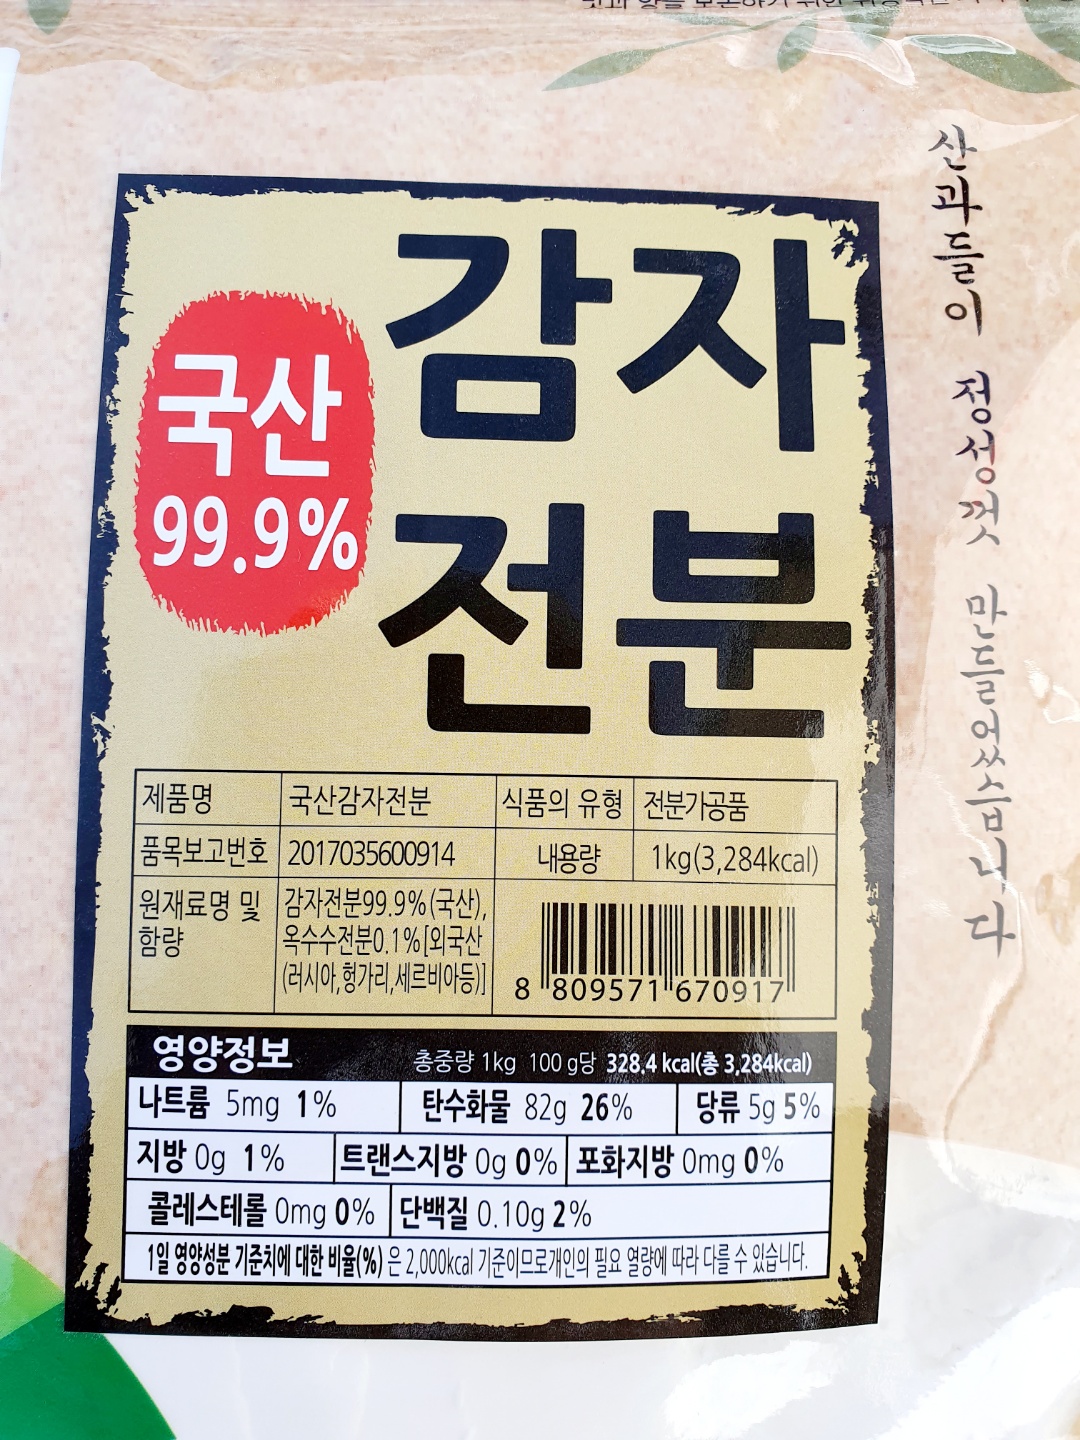 산과들이 정성껏 만들었습니다
감자
전분
국산
99.9%
제품명 국산감자전분 식품의 유형 전분가공품
품목보고번호 2017035600914 내용량 1kg(3,284kcal)
원재료명 및
함량
감자전분99.9%(국산),
옥수수전분0.1%[외국산
(러시아,헝가리,세르비아등)]
8 809571 670917
영양정보 총중량 1kg 100 g당 328.4 kcal(총 3,284kcal)
나트륨 5mg 1% 탄수화물 82g 26% 당류 5g 5%
지방 0g 1% 트랜스지방 0g 0% 포화지방 0mg 0%
콜레스테롤 0mg 0% 단백질 0.10g 2%
1일 영양성분 기준치에 대한 비율(%) 은 2,000kcal 기준이므로개인의 필요 열량에 따라 다를 수 있습니다.